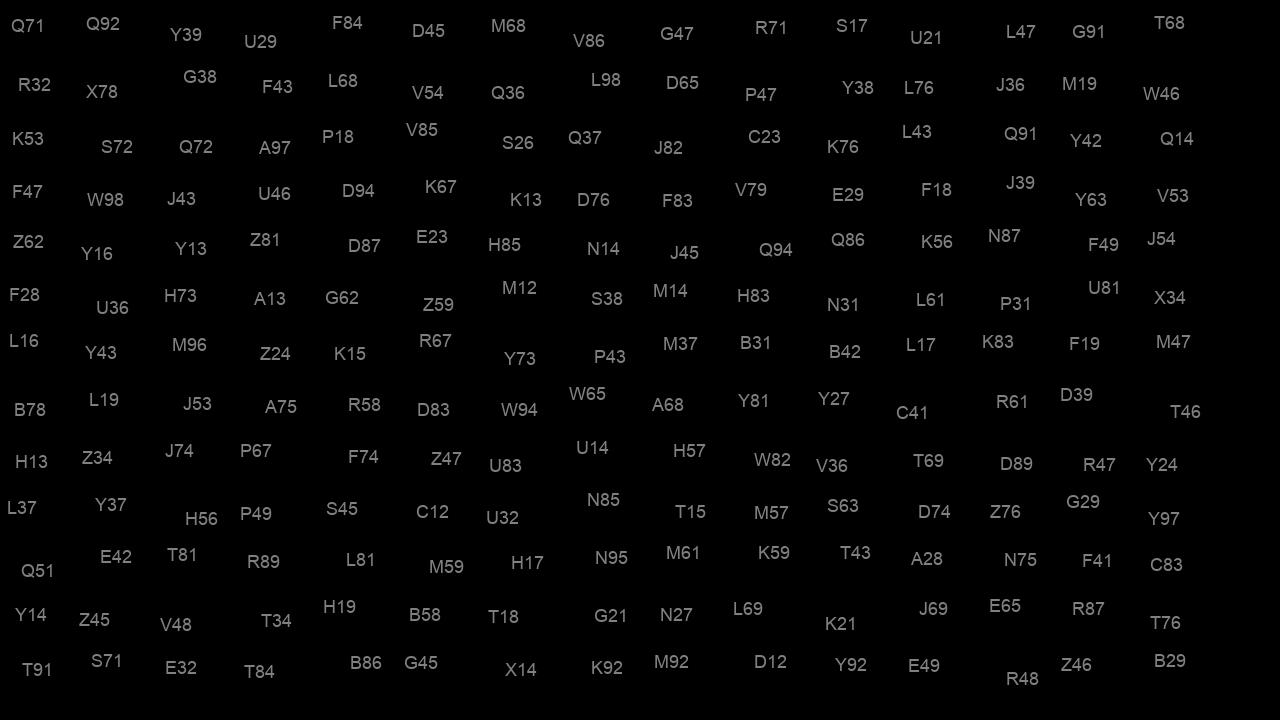 Q71 Q92 Y39 U29 F84 D45 M68 V86 G47 R71 S17 U21 L47 G91 T68
R32 X78 G38 F43 L68 V54 Q36 L98 D65 P47 Y38 L76 J36 M19 W46
K53 S72 Q72 A97 P18 V85 S26 Q37 J82 C23 K76 L43 Q91 Y42 Q14
F47 W98 J43 U46 D94 K67 K13 D76 F83 V79 E29 F18 J39 Y63 V53
Z62 Y16 Y13 Z81 D87 E23 H85 N14 J45 Q94 Q86 K56 N87 F49 J54
F28 U36 H73 A13 G62 Z59 M12 S38 M14 H83 N31 L61 P31 U81 X34
L16 Y43 M96 Z24 K15 R67 Y73 P43 M37 B31 B42 L17 K83 F19 M47
B78 L19 J53 A75 R58 D83 W94 W65 A68 Y81 Y27 C41 R61 D39 T46
H13 Z34 J74 P67 F74 Z47 U83 U14 H57 W82 V36 T69 D89 R47 Y24
L37 Y37 H56 P49 S45 C12 U32 N85 T15 M57 S63 D74 Z76 G29 Y97
Q51 E42 T81 R89 L81 M59 H17 N95 M61 K59 T43 A28 N75 F41 C83
Y14 Z45 V48 T34 H19 B58 T18 G21 N27 L69 K21 J69 E65 R87 T76
T91 S71 E32 T84 B86 G45 X14 K92 M92 D12 Y92 E49 R48 Z46 B29